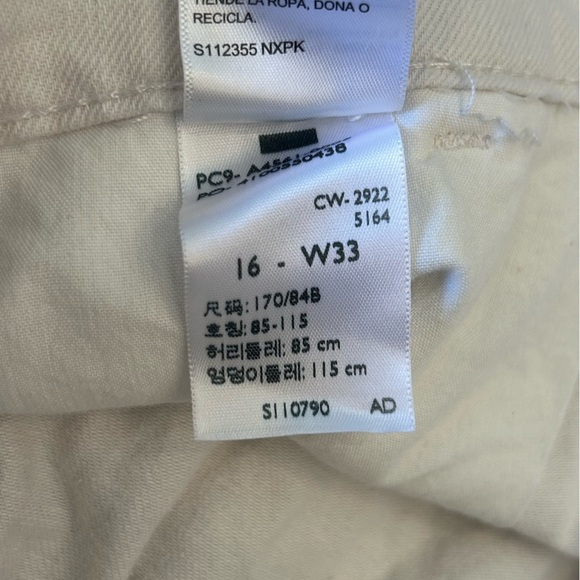 TIENDE LA ROPA, DONA O
RECICLA.
S112355 NXPK
PC9-
CW-2922
5164
16 - W33
尺码:170/84B
호칭:85-115
허리둘레:85 cm
엉덩이둘레:115 cm
S110790 AD